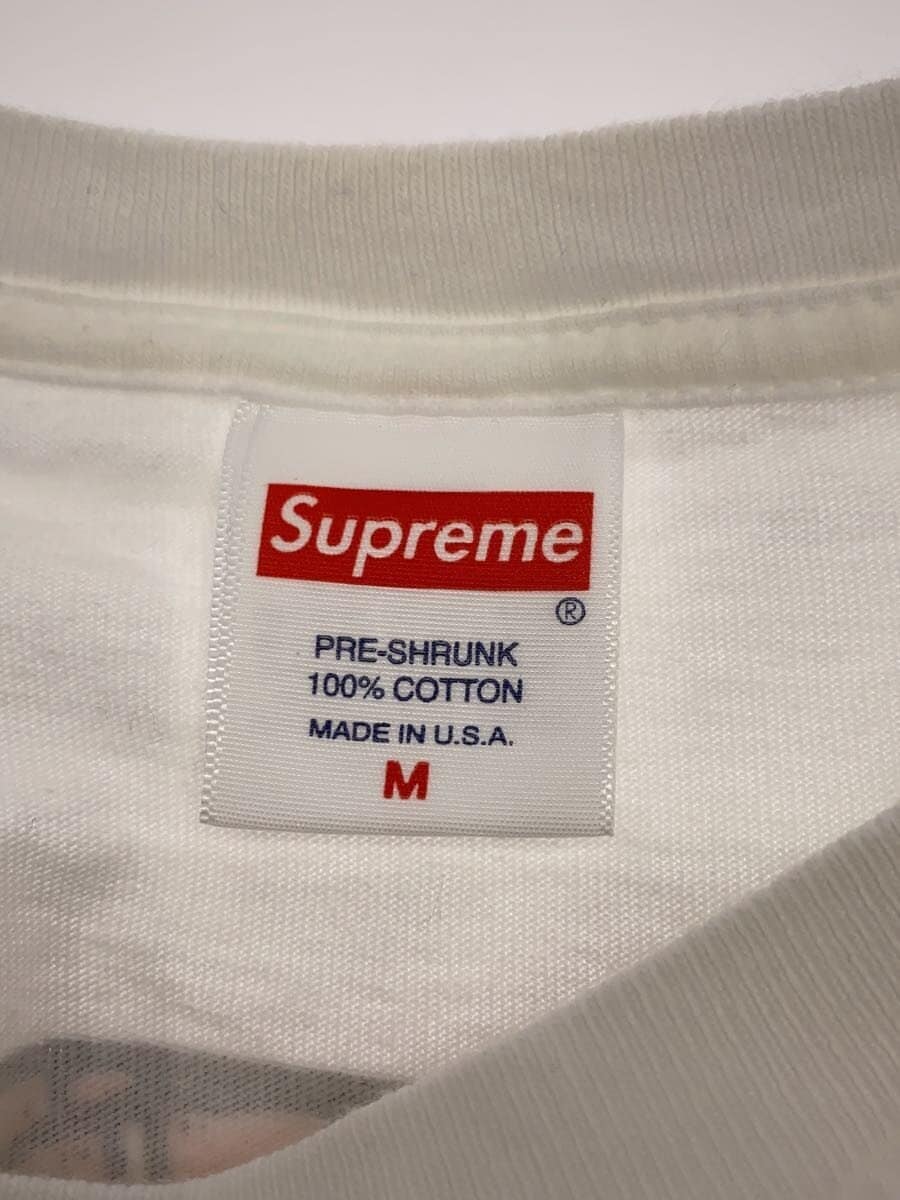 Supreme
®
PRE-SHRUNK
100% COTTON
MADE IN U.S.A.
M